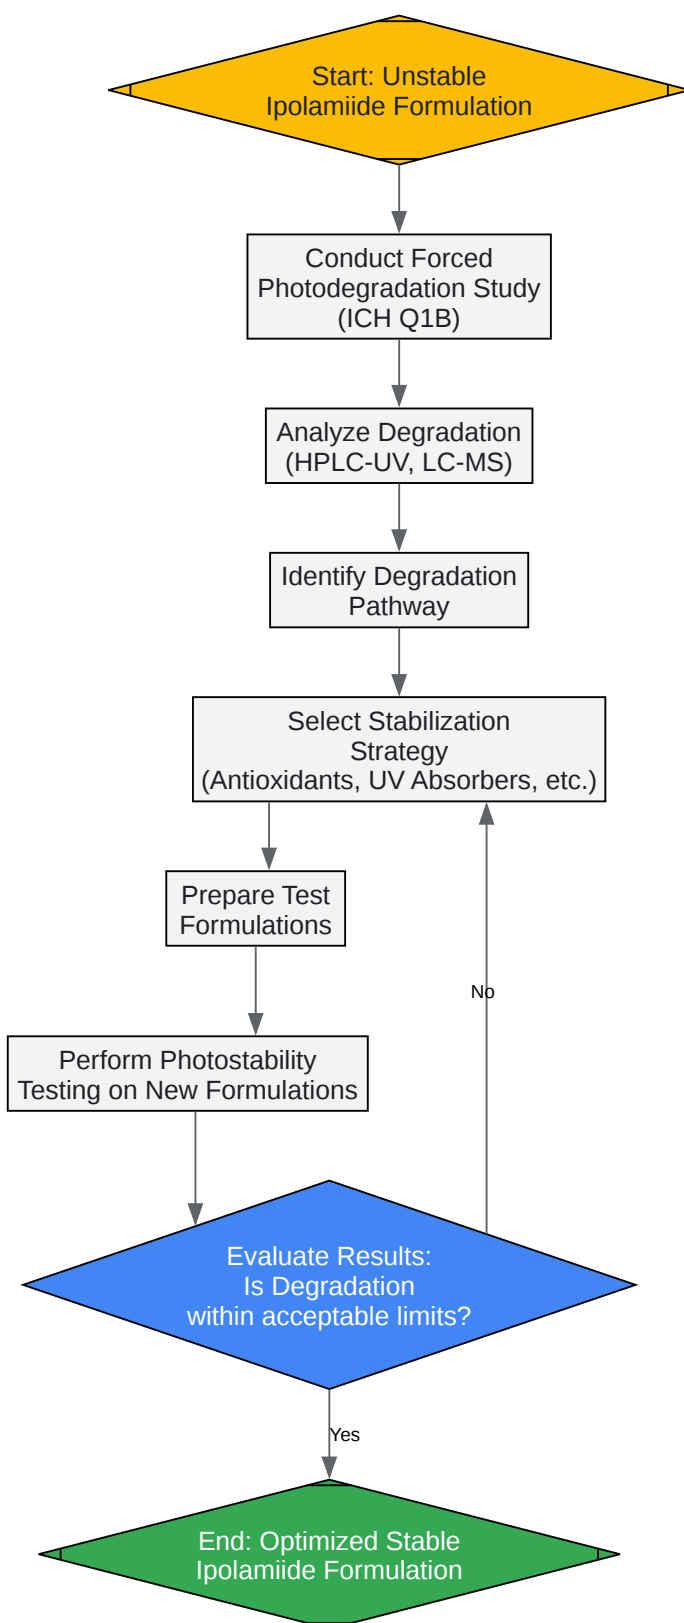 Start: Unstable
Ipolamiide Formulation
Conduct Forced
Photodegradation Study
(ICH Q1B)
Analyze Degradation
(HPLC-UV, LC-MS)
Identify Degradation
Pathway
Select Stabilization
Strategy
(Antioxidants, UV Absorbers, etc.)
Prepare Test
Formulations
No
Perform Photostability
Testing on New Formulations
Evaluate Results:
Is Degradation
within acceptable limits?
Yes
End: Optimized Stable
Ipolamiide Formulation